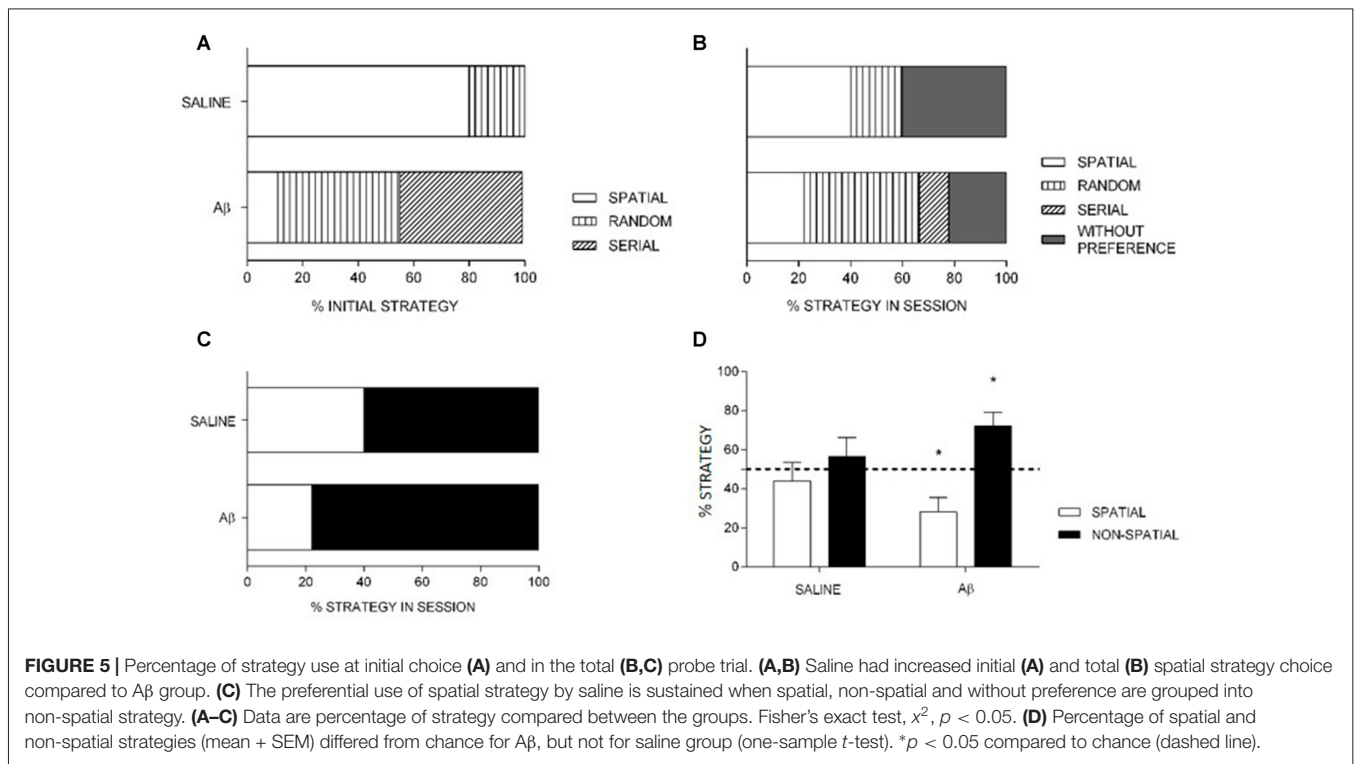 A
SALINE
Aβ
0 20 40 60 80 100
% INITIAL STRATEGY
SPATIAL
RANDOM
SERIAL
B
0 20 40 60 80 100
% STRATEGY IN SESSION
SPATIAL
RANDOM
SERIAL
WITHOUT
PREFERENCE
C
SALINE
Aβ
0 20 40 60 80 100
% STRATEGY IN SESSION
D
% STRATEGY
100
80
60
40
20
0
* *
SALINE Aβ
SPATIAL
NON-SPATIAL
FIGURE 5 | Percentage of strategy use at initial choice (A) and in the total (B,C) probe trial. (A,B) Saline had increased initial (A) and total (B) spatial strategy choice
compared to Aβ group. (C) The preferential use of spatial strategy by saline is sustained when spatial, non-spatial and without preference are grouped into
non-spatial strategy. (A–C) Data are percentage of strategy compared between the groups. Fisher's exact test, x², p < 0.05. (D) Percentage of spatial and
non-spatial strategies (mean + SEM) differed from chance for Aβ, but not for saline group (one-sample t-test). *p < 0.05 compared to chance (dashed line).